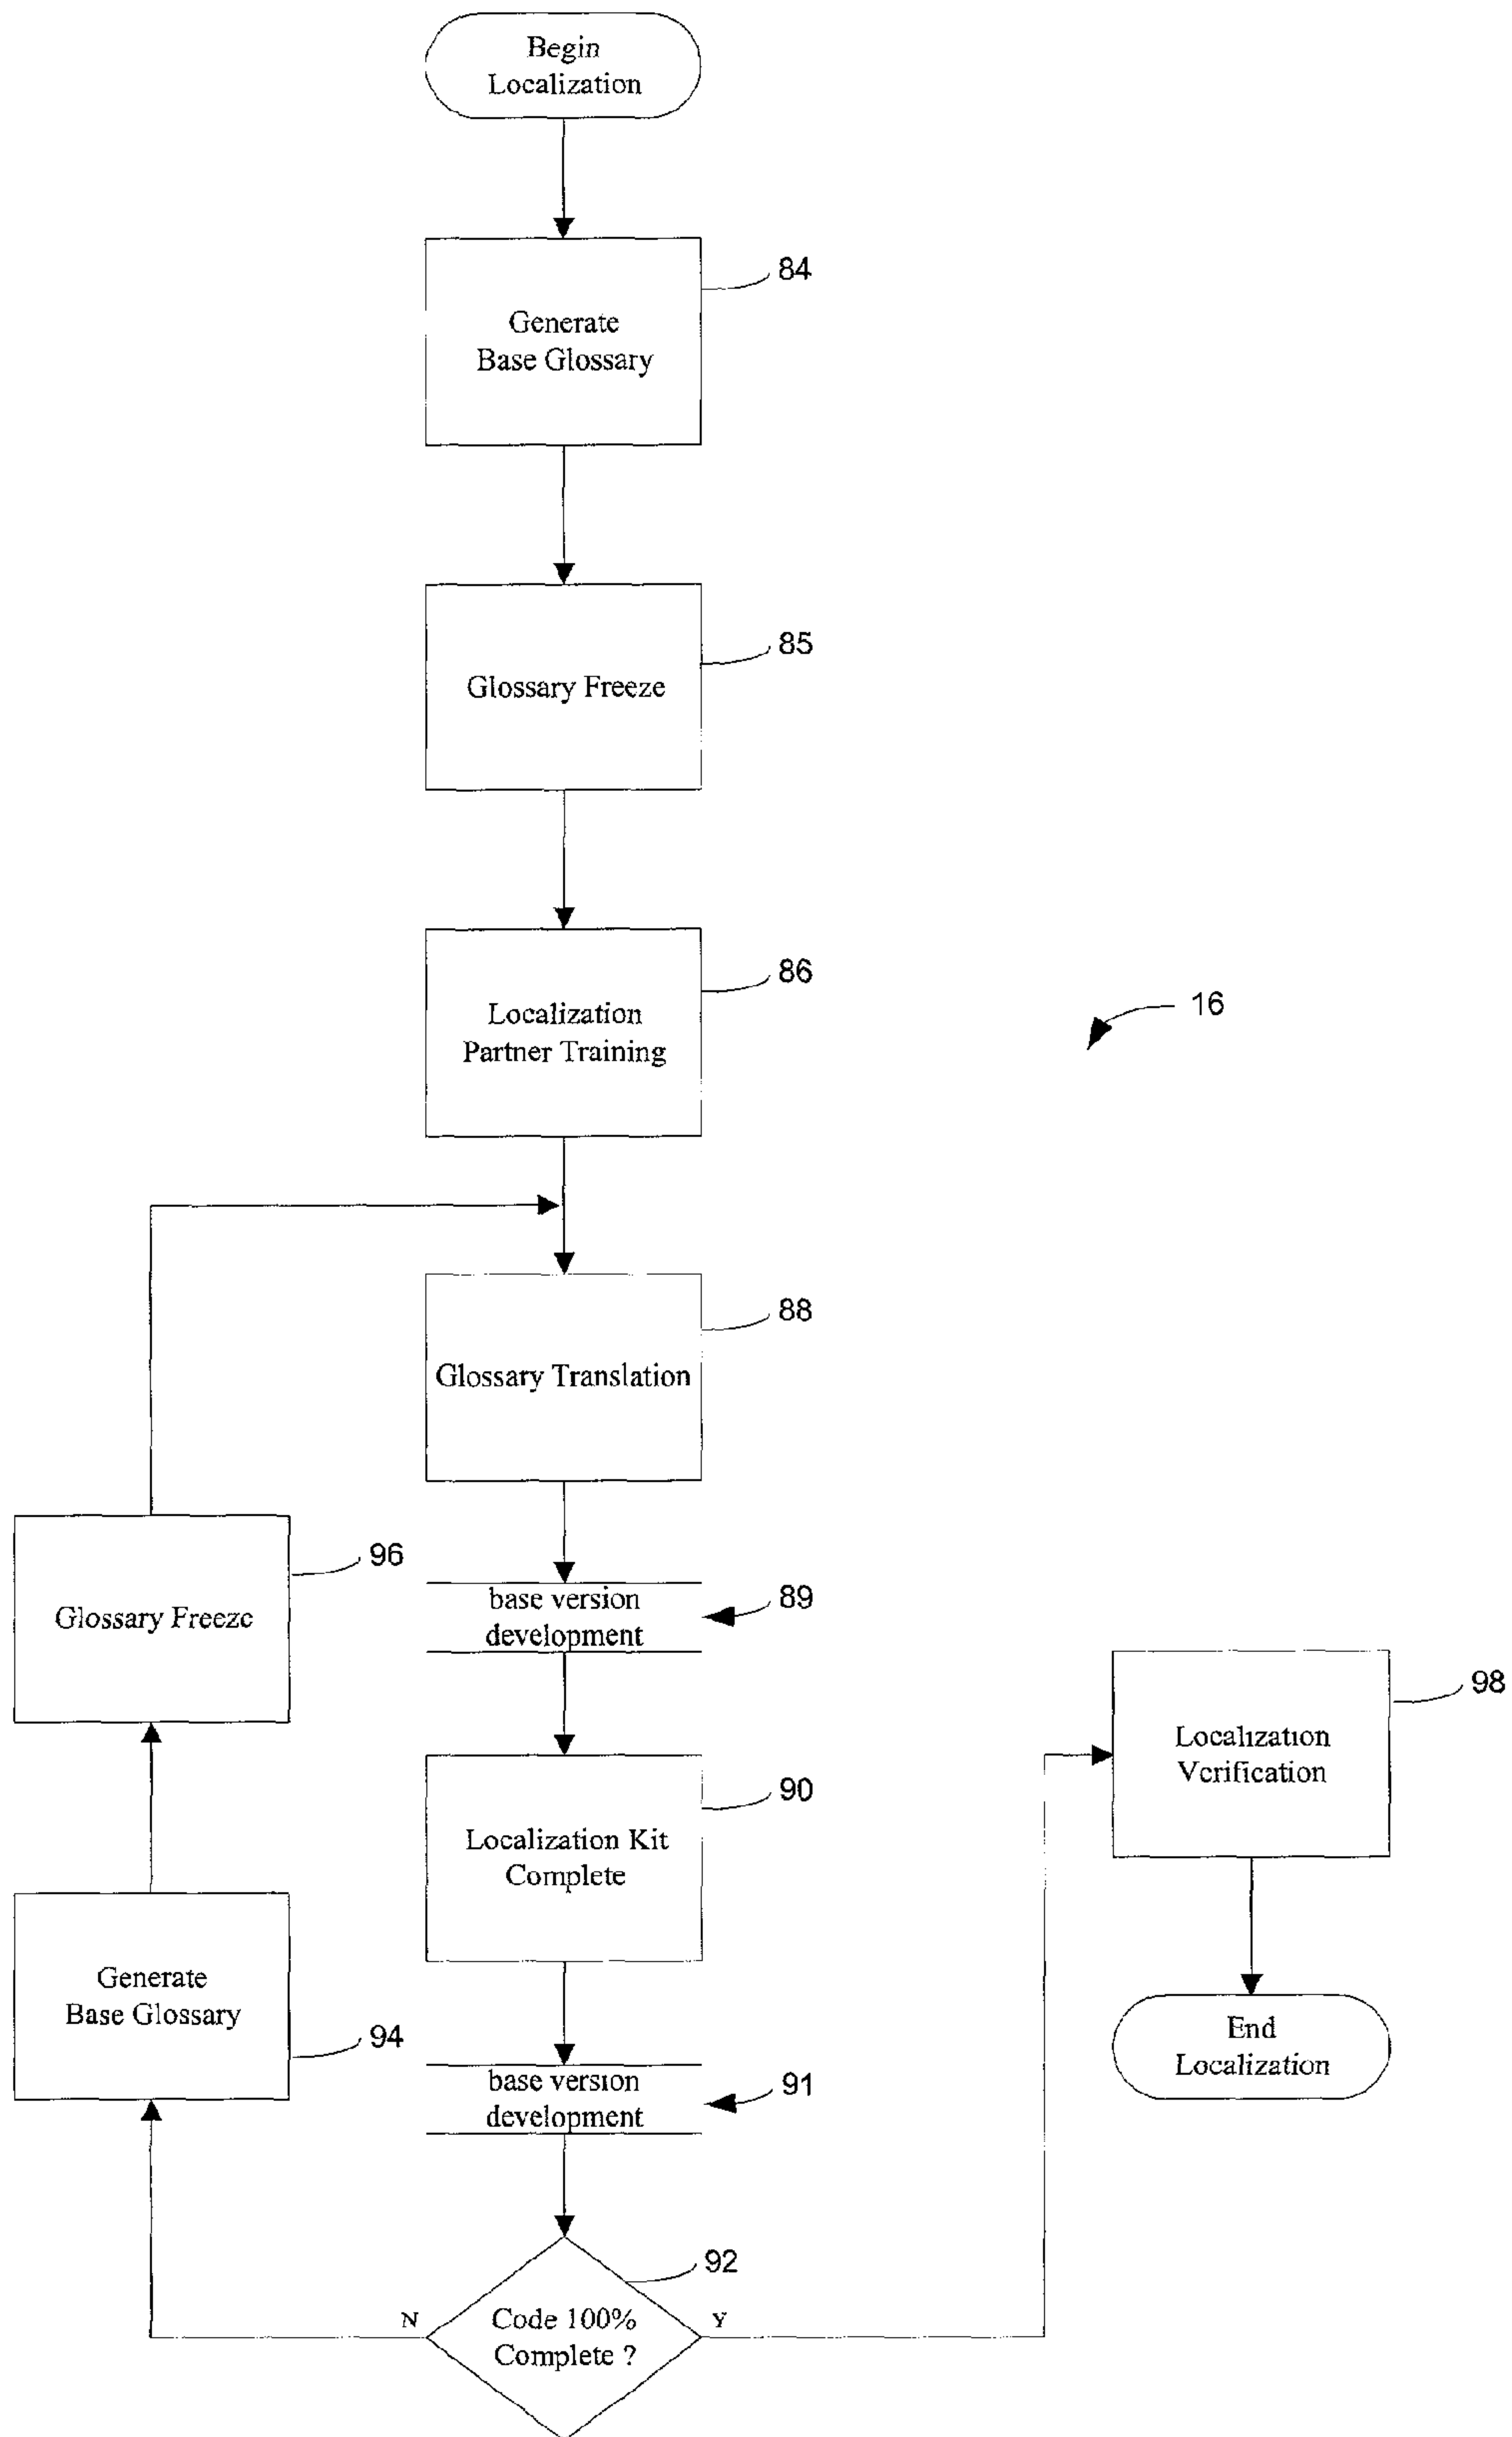 Begin
Localization
84
Generate
Base Glossary
85
Glossary Freeze
86
Localization
Partner Training
16
88
Glossary Translation
96
Glossary Freeze
base version
development
89
98
Localization
Verification
90
Localization Kit
Complete
Generate
Base Glossary
94
End
Localization
base version
development
91
92
N
Code 100%
Complete ?
Y